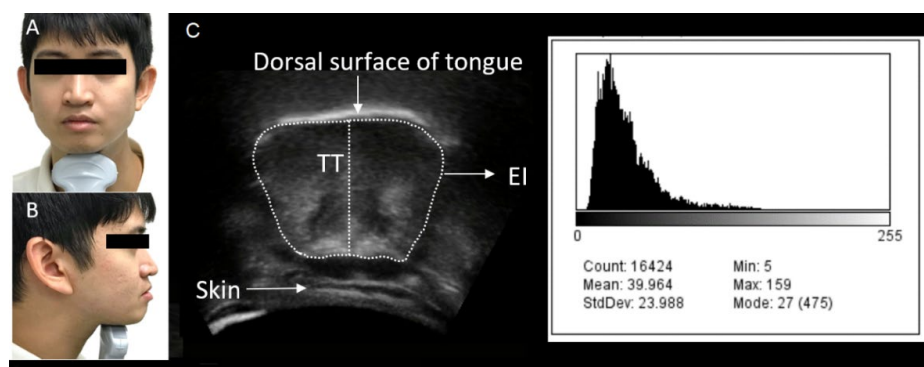 A
B
C
Dorsal surface of tongue
TT
EI
Skin
0 255
Count: 16424 Min: 5
Mean: 39.964 Max: 159
StdDev: 23.988 Mode: 27 (475)